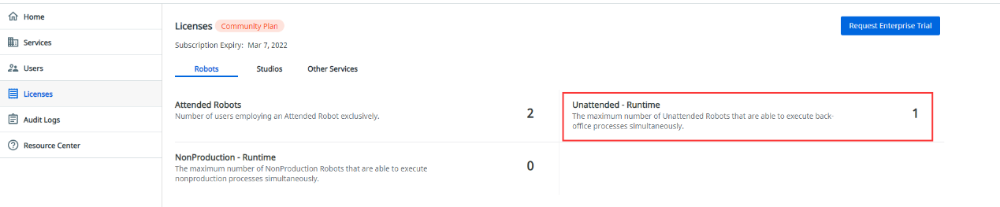 Home
Services
Users
Licenses
Audit Logs
Resource Center
Licenses Community Plan
Request Enterprise Trial
Subscription Expiry: Mar 7, 2022
Robots Studios Other Services
Attended Robots
Number of users employing an Attended Robot exclusively.
2
Unattended - Runtime
The maximum number of Unattended Robots that are able to execute back-
office processes simultaneously.
1
NonProduction - Runtime
The maximum number of NonProduction Robots that are able to execute
nonproduction processes simultaneously.
0